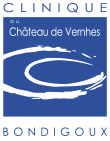 CLINIQUE
du
Château de Vernhes
BONDIGOUX